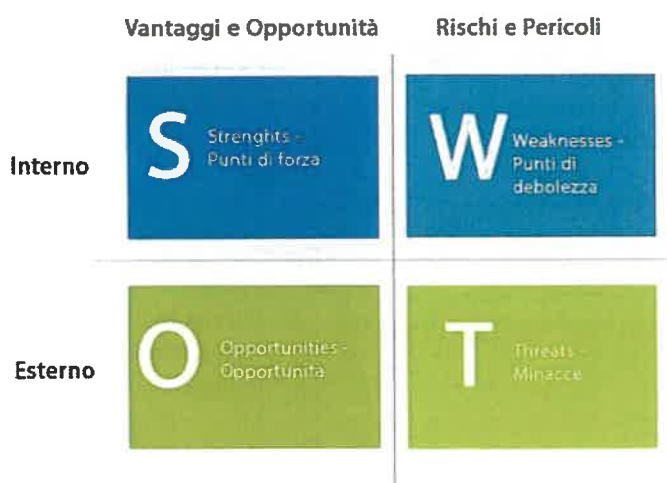 Vantaggi e Opportunità
Rischi e Pericoli
Interno
S
Strenghts -
Punti di forza
W
Weaknesses -
Punti di
debolezza
Esterno
O
Opportunities -
Opportunità
T
Threats -
Minacce